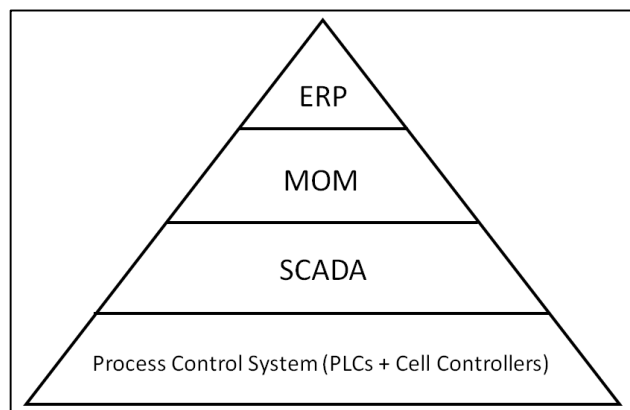 ERP
MOM
SCADA
Process Control System (PLCs + Cell Controllers)